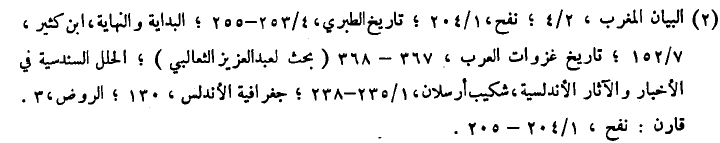 (٢) البيان المغرب ، ٤/٢ ؛ نفح، ٢٠٤/١ ؛ تاريخ الطبري، ٢٥٣/٤–٢٥٥ ؛ البداية والنهاية، ابن كثير ،
١٥٢/٧ ؛ تاريخ غزوات العرب ، ٣٦٧ – ٣٦٨ ( بحث لعبدالعزيز الثعالبي ) ؛ الحلل السندسية في
الأخبار والآثار الأندلسية، شكيب أرسلان، ٢٣٥/١–٢٣٨ ؛ جغرافية الأندلس ، ١٣٠ ؛ الروض، ٣ .
قارن : نفح ، ٢٠٤/١ – ٢٠٥ .